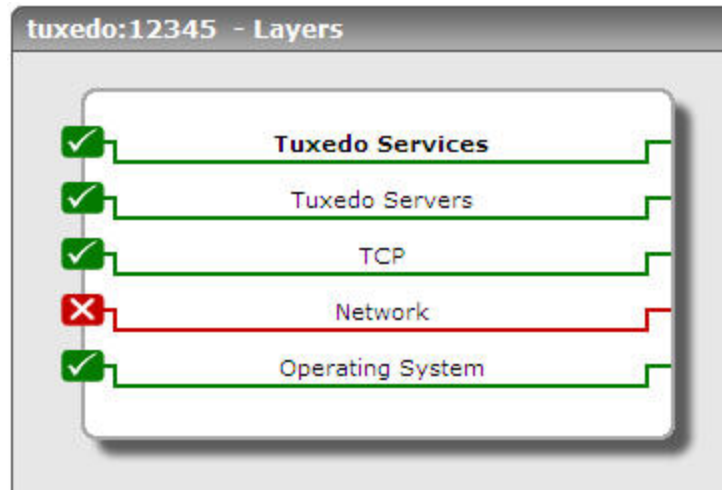 tuxedo:12345 - Layers
Tuxedo Services
Tuxedo Servers
TCP
Network
Operating System